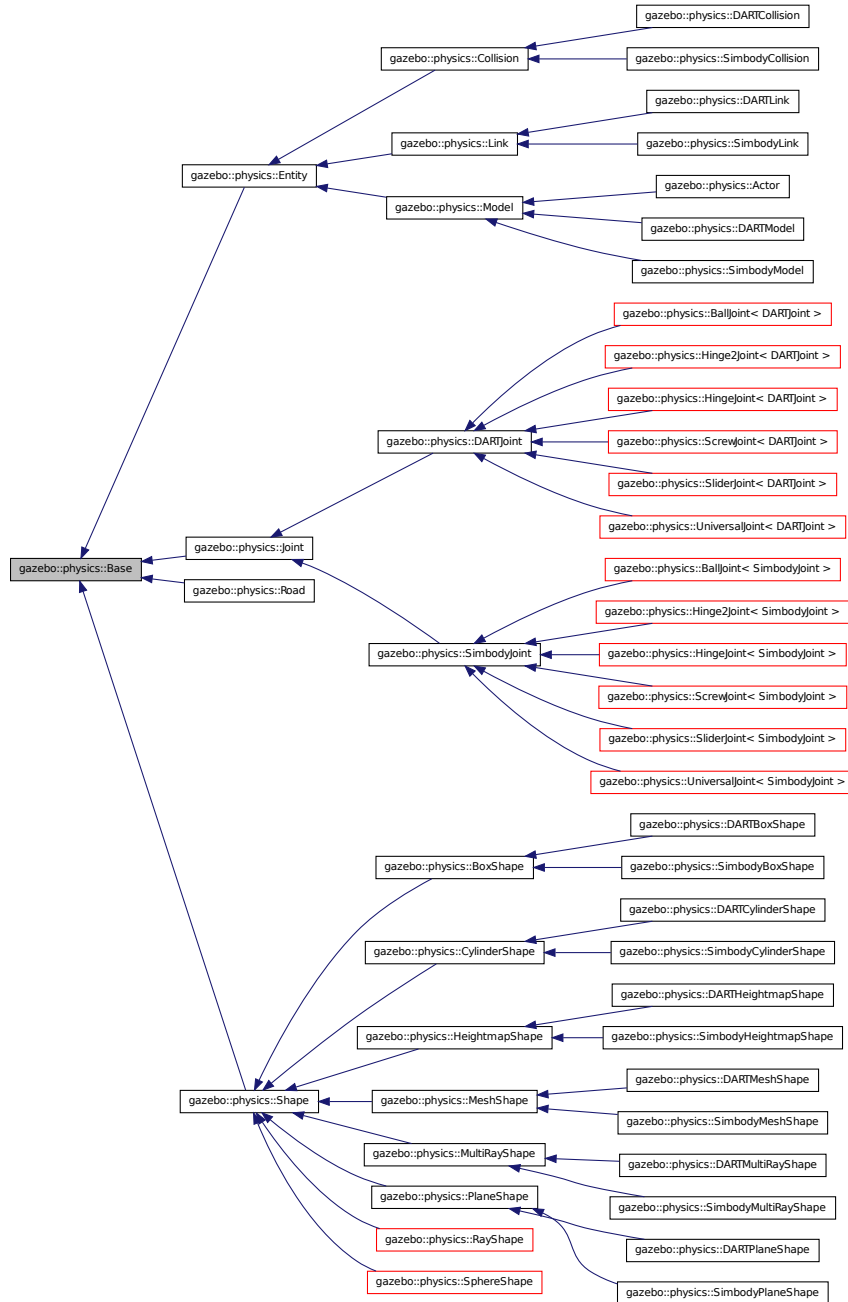 gazebo::physics::DARTCollision
gazebo::physics::Collision
gazebo::physics::SimbodyCollision
gazebo::physics::DARTLink
gazebo::physics::Link
gazebo::physics::SimbodyLink
gazebo::physics::Entity
gazebo::physics::Actor
gazebo::physics::Model
gazebo::physics::DARTModel
gazebo::physics::SimbodyModel
gazebo::physics::BallJoint< DARTJoint >
gazebo::physics::Hinge2Joint< DARTJoint >
gazebo::physics::HingeJoint< DARTJoint >
gazebo::physics::DARTJoint
gazebo::physics::ScrewJoint< DARTJoint >
gazebo::physics::SliderJoint< DARTJoint >
gazebo::physics::UniversalJoint< DARTJoint >
gazebo::physics::Joint
gazebo::physics::Base
gazebo::physics::Road
gazebo::physics::BallJoint< SimbodyJoint >
gazebo::physics::Hinge2Joint< SimbodyJoint >
gazebo::physics::SimbodyJoint
gazebo::physics::HingeJoint< SimbodyJoint >
gazebo::physics::ScrewJoint< SimbodyJoint >
gazebo::physics::SliderJoint< SimbodyJoint >
gazebo::physics::UniversalJoint< SimbodyJoint >
gazebo::physics::DARTBoxShape
gazebo::physics::BoxShape
gazebo::physics::SimbodyBoxShape
gazebo::physics::DARTCylinderShape
gazebo::physics::CylinderShape
gazebo::physics::SimbodyCylinderShape
gazebo::physics::DARTHeightmapShape
gazebo::physics::HeightmapShape
gazebo::physics::SimbodyHeightmapShape
gazebo::physics::DARTMeshShape
gazebo::physics::Shape
gazebo::physics::MeshShape
gazebo::physics::SimbodyMeshShape
gazebo::physics::MultiRayShape
gazebo::physics::DARTMultiRayShape
gazebo::physics::PlaneShape
gazebo::physics::SimbodyMultiRayShape
gazebo::physics::RayShape
gazebo::physics::DARTPlaneShape
gazebo::physics::SphereShape
gazebo::physics::SimbodyPlaneShape